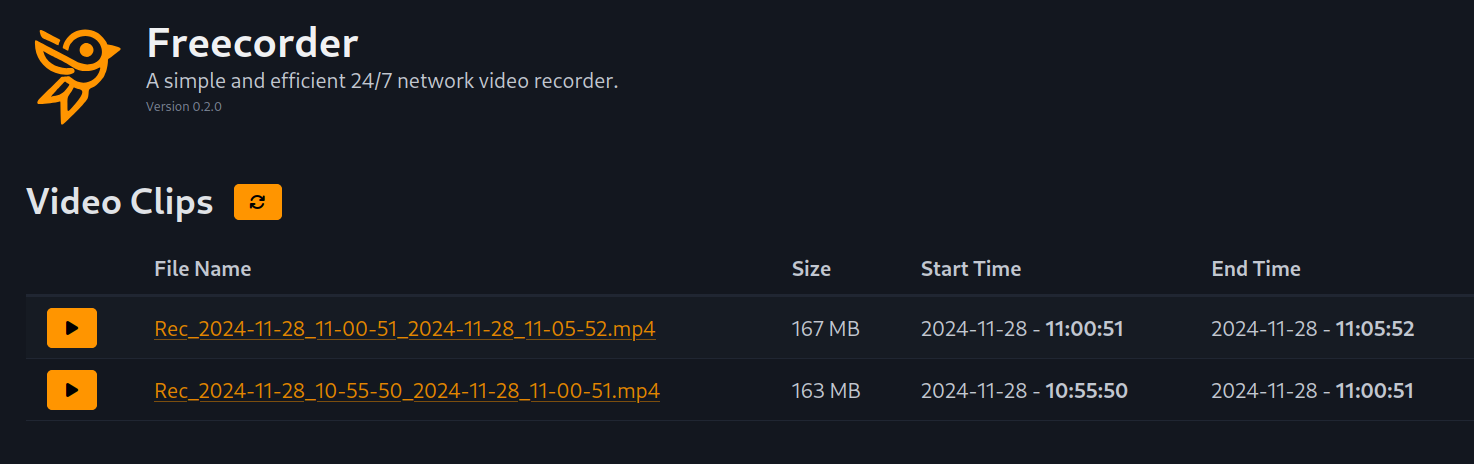 Freecorder
A simple and efficient 24/7 network video recorder.
Version 0.2.0
Video Clips
File Name Size Start Time End Time
Rec_2024-11-28_11-00-51_2024-11-28_11-05-52.mp4 167 MB 2024-11-28 - 11:00:51 2024-11-28 - 11:05:52
Rec_2024-11-28_10-55-50_2024-11-28_11-00-51.mp4 163 MB 2024-11-28 - 10:55:50 2024-11-28 - 11:00:51